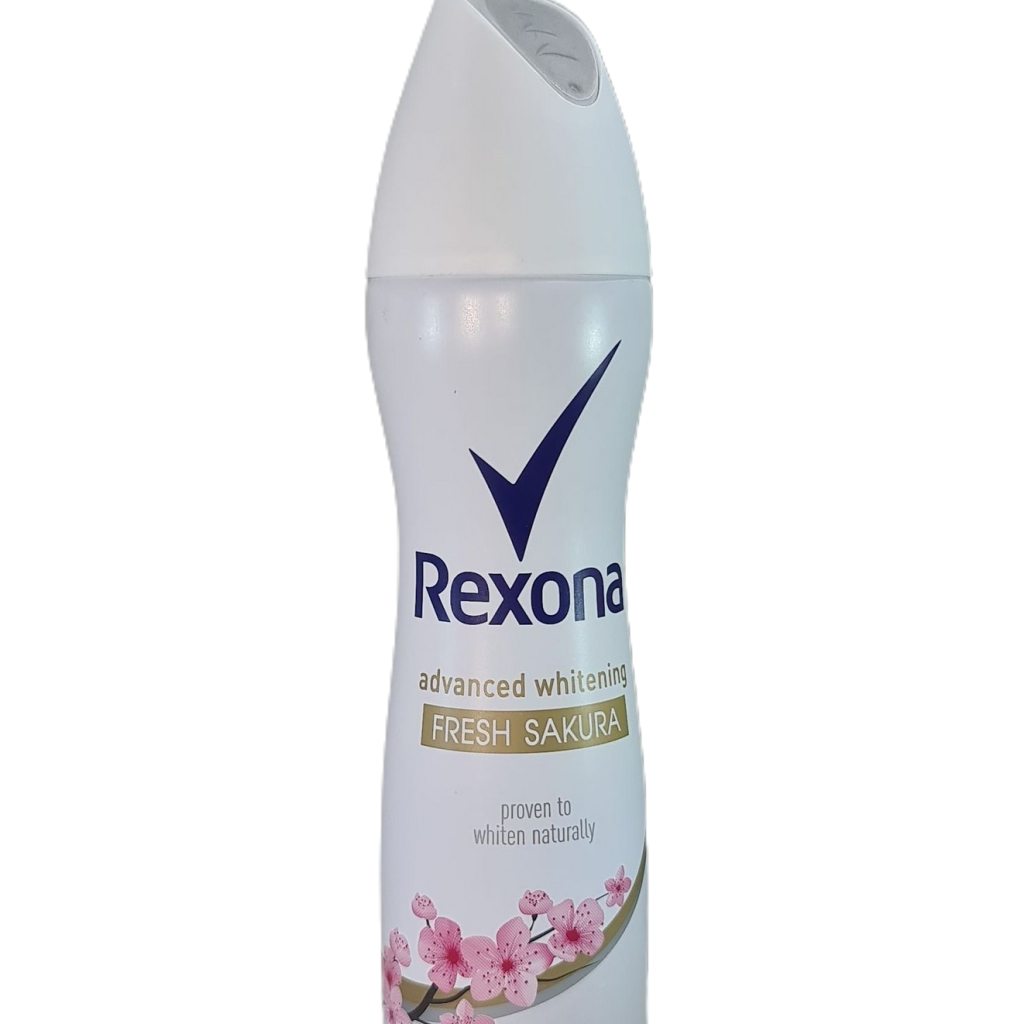 Rexona
advanced whitening
FRESH SAKURA
proven to
whiten naturally